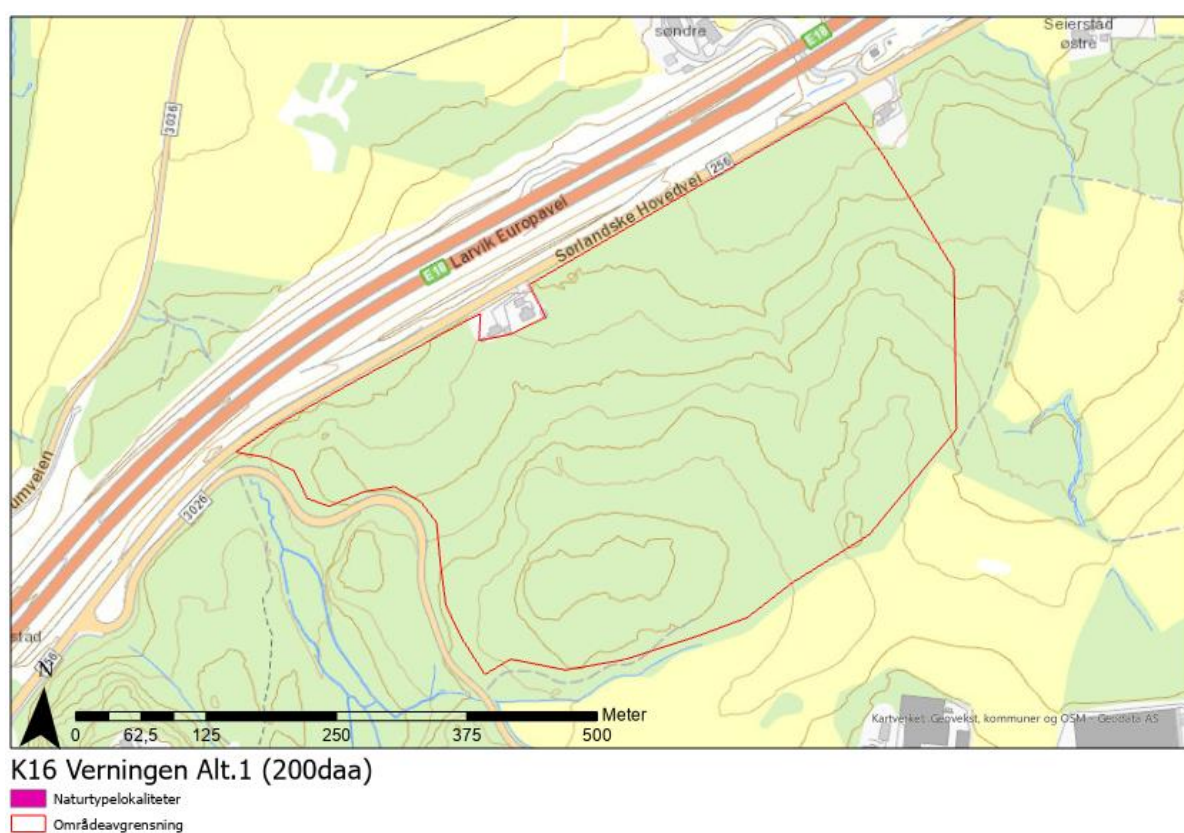 søndre
E18
Seierstad
østre
3026
256
Sørlandske Hovedvei
Larvik Europavei
E18
umveien
3026
stad
256
N
Meter
0 62,5 125 250 375 500
Kartverket, Geovekst, kommuner og OSM - Geodata AS
K16 Verningen Alt.1 (200daa)
Naturtypelokaliteter
Områdeavgrensning